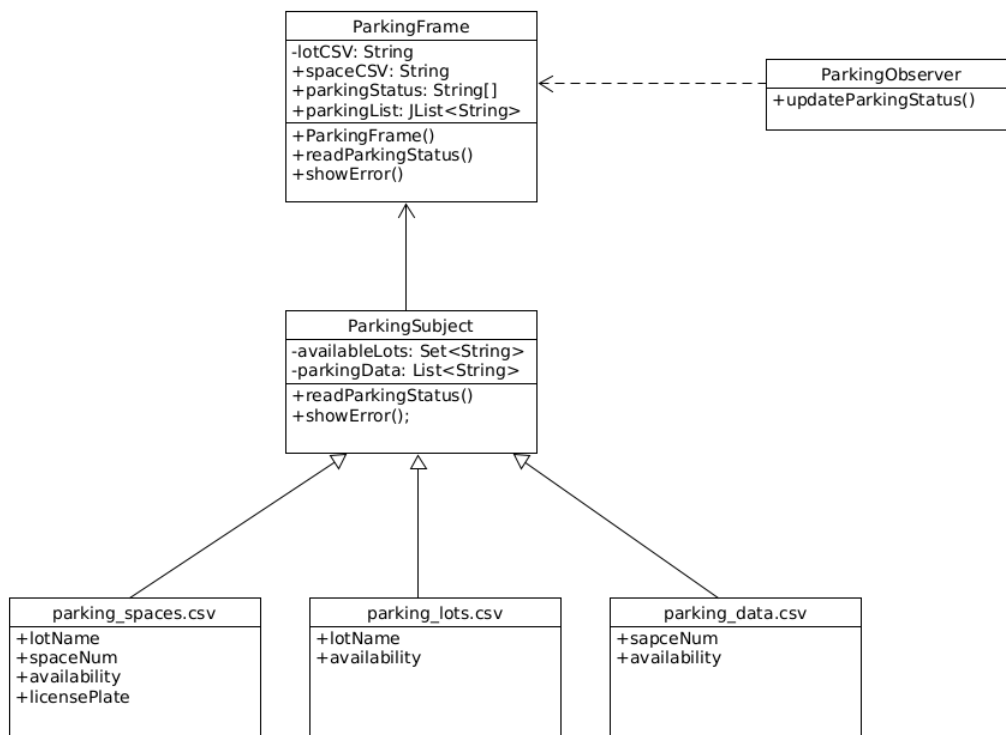 ParkingFrame
-lotCSV: String
+spaceCSV: String
+parkingStatus: String[]
+parkingList: JList<String>
+ParkingFrame()
+readParkingStatus()
+showError()
ParkingObserver
+updateParkingStatus()
ParkingSubject
-availableLots: Set<String>
-parkingData: List<String>
+readParkingStatus()
+showError();
parking_spaces.csv
+lotName
+spaceNum
+availability
+licensePlate
parking_lots.csv
+lotName
+availability
parking_data.csv
+sapceNum
+availability